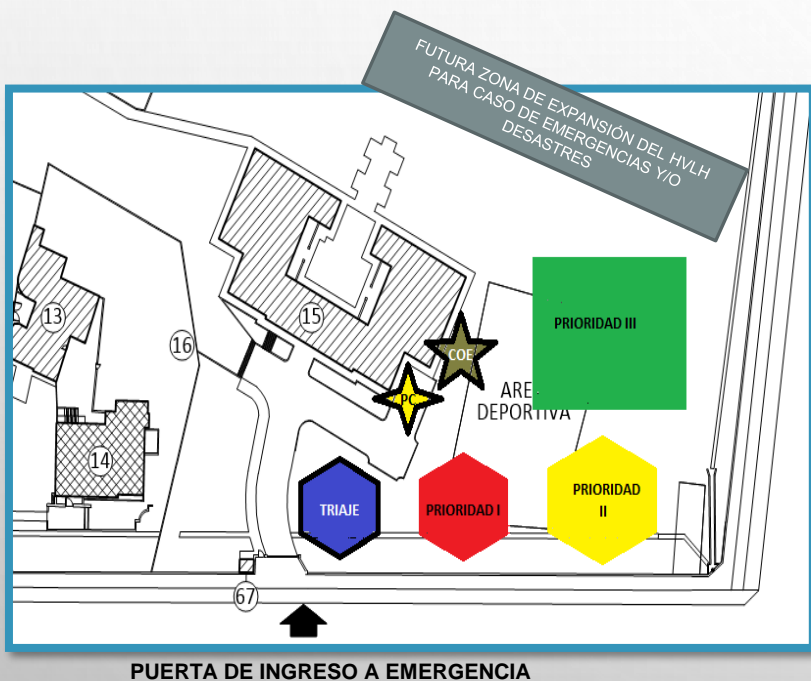 FUTURA ZONA DE EXPANSIÓN DEL HVLH
PARA CASO DE EMERGENCIAS Y/O
DESASTRES
13
16
15
14
67
COE
PC
ARE
DEPORTIVA
PRIORIDAD III
TRIAJE
PRIORIDAD I
PRIORIDAD
II
PUERTA DE INGRESO A EMERGENCIA